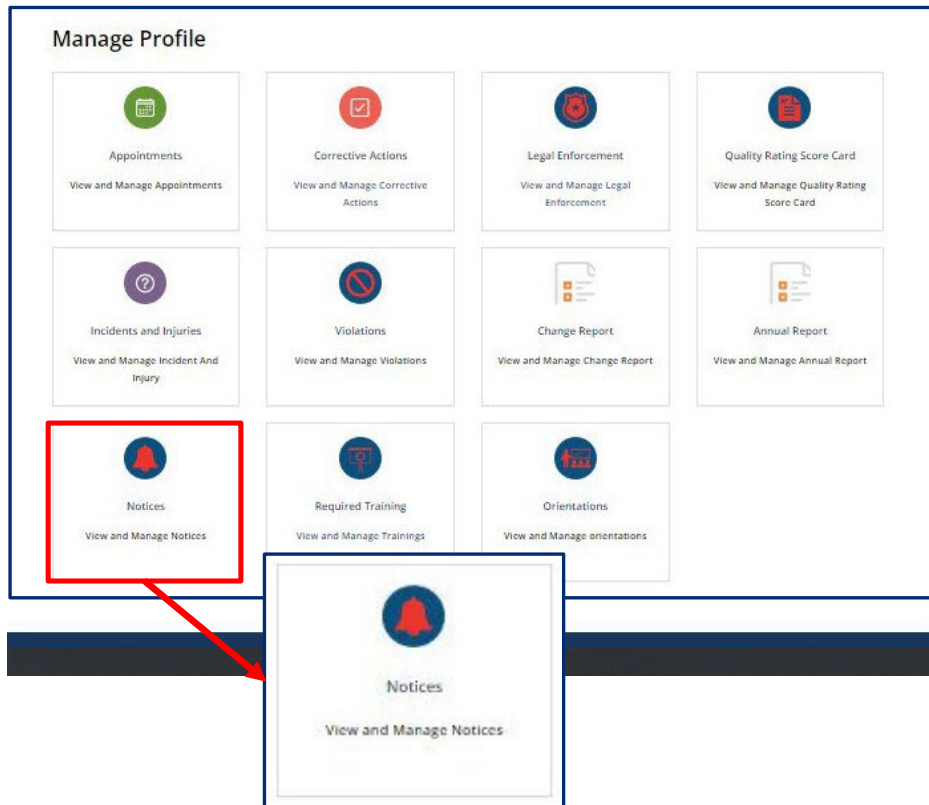 Manage Profile
Appointments
View and Manage Appointments
Corrective Actions
View and Manage Corrective
Actions
Legal Enforcement
View and Manage Legal
Enforcement
Quality Rating Score Card
View and Manage Quality Rating
Score Card
Incidents and Injuries
View and Manage Incident And
Injury
Violations
View and Manage Violations
Change Report
View and Manage Change Report
Annual Report
View and Manage Annual Report
Notices
View and Manage Notices
Required Training
View and Manage Trainings
Orientations
View and Manage orientations
Notices
View and Manage Notices